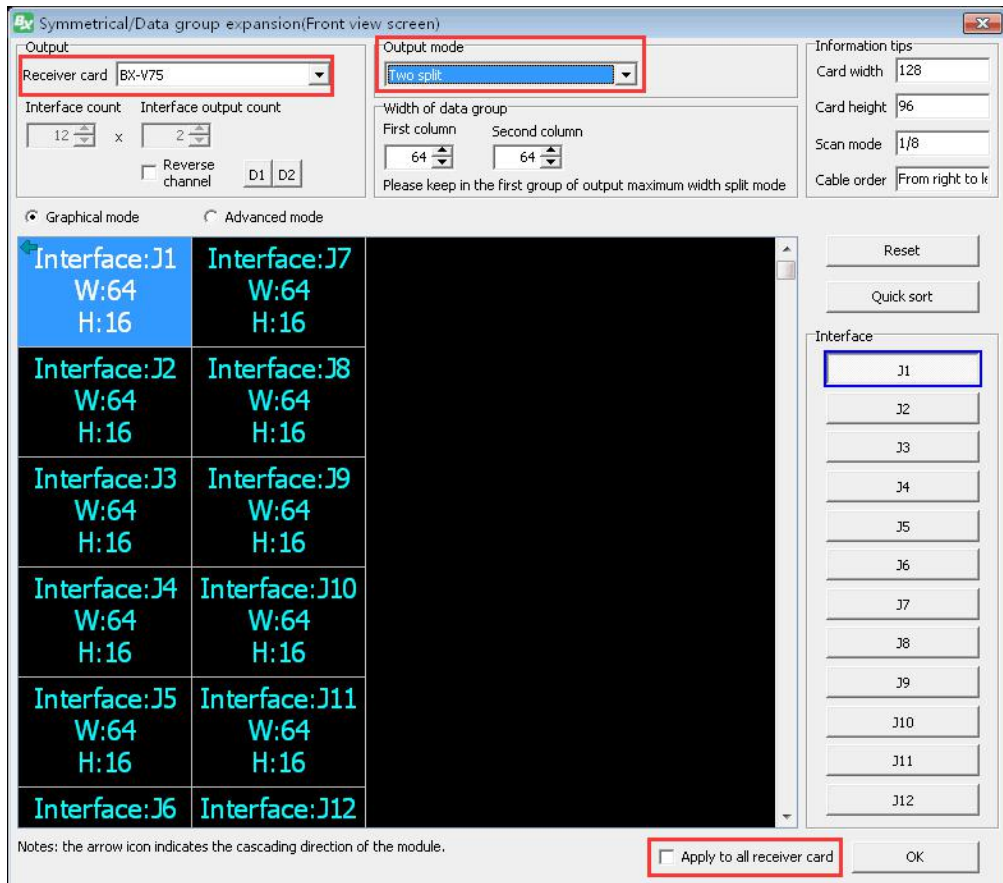 BX Symmetrical/Data group expansion(Front view screen)
Output
Receiver card BX-V75
Interface count Interface output count
12 x 2
Reverse channel D1 D2
Output mode
Two split
Width of data group
First column Second column
64 64
Please keep in the first group of output maximum width split mode
Information tips
Card width 128
Card height 96
Scan mode 1/8
Cable order From right to le
Graphical mode Advanced mode
Interface:J1 Interface:J7
W:64 W:64
H:16 H:16
Interface:J2 Interface:J8
W:64 W:64
H:16 H:16
Interface:J3 Interface:J9
W:64 W:64
H:16 H:16
Interface:J4 Interface:J10
W:64 W:64
H:16 H:16
Interface:J5 Interface:J11
W:64 W:64
H:16 H:16
Interface:J6 Interface:J12
Reset
Quick sort
Interface
J1
J2
J3
J4
J5
J6
J7
J8
J9
J10
J11
J12
Notes: the arrow icon indicates the cascading direction of the module.
Apply to all receiver card OK